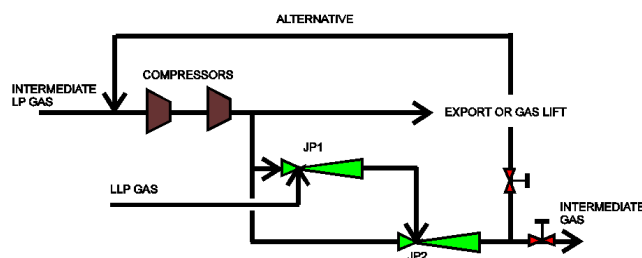 ALTERNATIVE
INTERMEDIATE
LP GAS
COMPRESSORS
EXPORT OR GAS LIFT
JP1
LLP GAS
INTERMEDIATE
GAS
JP2